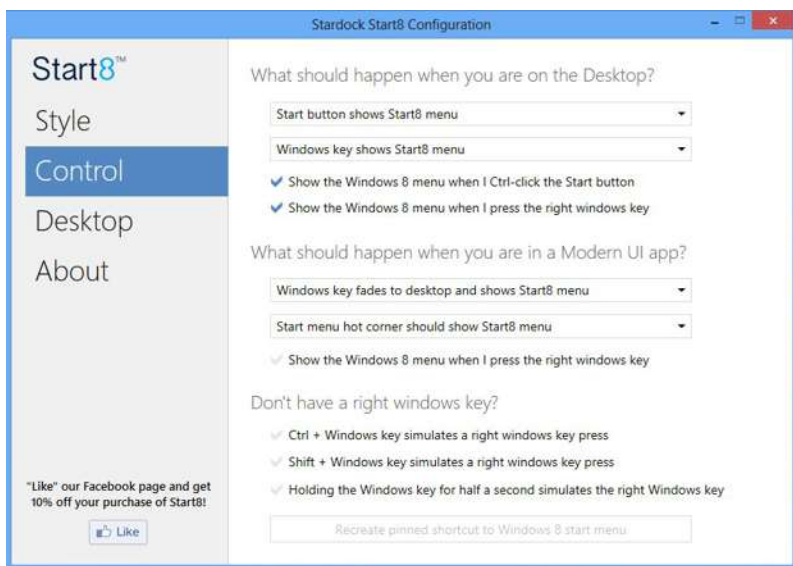 Stardock Start8 Configuration
Start8™
Style
Control
Desktop
About
"Like" our Facebook page and get
10% off your purchase of Start8!
Like
What should happen when you are on the Desktop?
Start button shows Start8 menu
Windows key shows Start8 menu
Show the Windows 8 menu when I Ctrl-click the Start button
Show the Windows 8 menu when I press the right windows key
What should happen when you are in a Modern UI app?
Windows key fades to desktop and shows Start8 menu
Start menu hot corner should show Start8 menu
Show the Windows 8 menu when I press the right windows key
Don't have a right windows key?
Ctrl + Windows key simulates a right windows key press
Shift + Windows key simulates a right windows key press
Holding the Windows key for half a second simulates the right Windows key
Recreate pinned shortcut to Windows 8 start menu